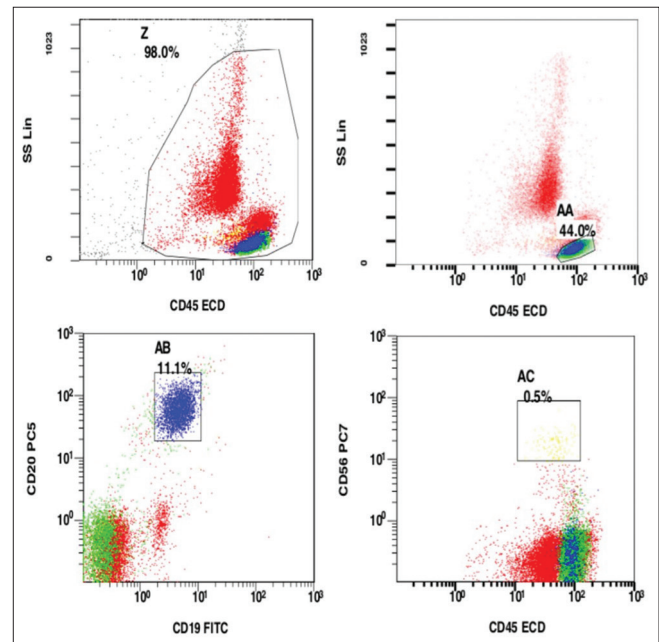 Z
98.0%
1023
SS Lin
0
10⁰ 10¹ 10² 10³
CD45 ECD
1023
SS Lin
0
AA
44.0%
10⁰ 10¹ 10² 10³
CD45 ECD
10³
10²
10¹
10⁰
CD20 PC5
AB
11.1%
10⁰ 10¹ 10² 10³
CD19 FITC
10³
10²
10¹
10⁰
CD56 PC7
AC
0.5%
10⁰ 10¹ 10² 10³
CD45 ECD